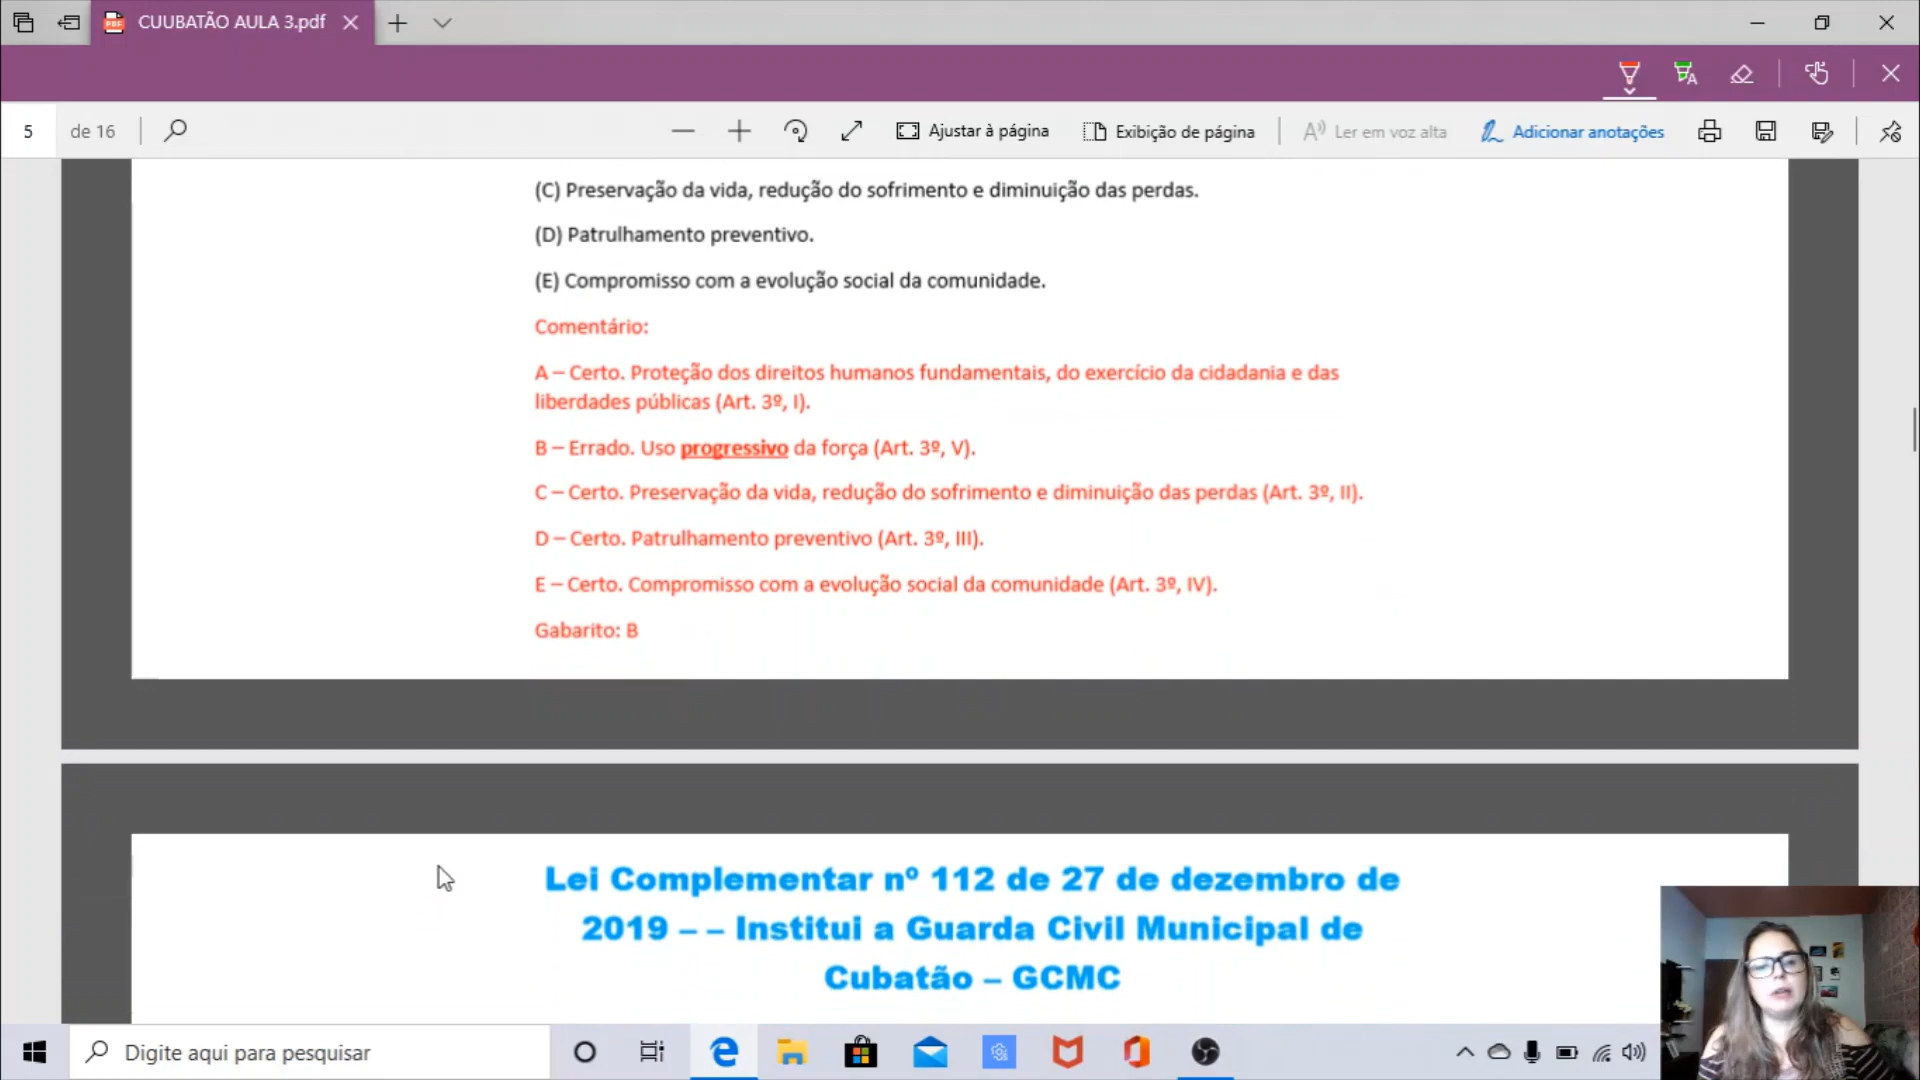 CUUBATÃO AULA 3.pdf
5 de 16
Ajustar à página
Exibição de página
Ler em voz alta
Adicionar anotações
(C) Preservação da vida, redução do sofrimento e diminuição das perdas.
(D) Patrulhamento preventivo.
(E) Compromisso com a evolução social da comunidade.
Comentário:
A – Certo. Proteção dos direitos humanos fundamentais, do exercício da cidadania e das
liberdades públicas (Art. 3º, I).
B – Errado. Uso progressivo da força (Art. 3º, V).
C – Certo. Preservação da vida, redução do sofrimento e diminuição das perdas (Art. 3º, II).
D – Certo. Patrulhamento preventivo (Art. 3º, III).
E – Certo. Compromisso com a evolução social da comunidade (Art. 3º, IV).
Gabarito: B
Lei Complementar nº 112 de 27 de dezembro de
2019 – – Institui a Guarda Civil Municipal de
Cubatão – GCMC
Digite aqui para pesquisar